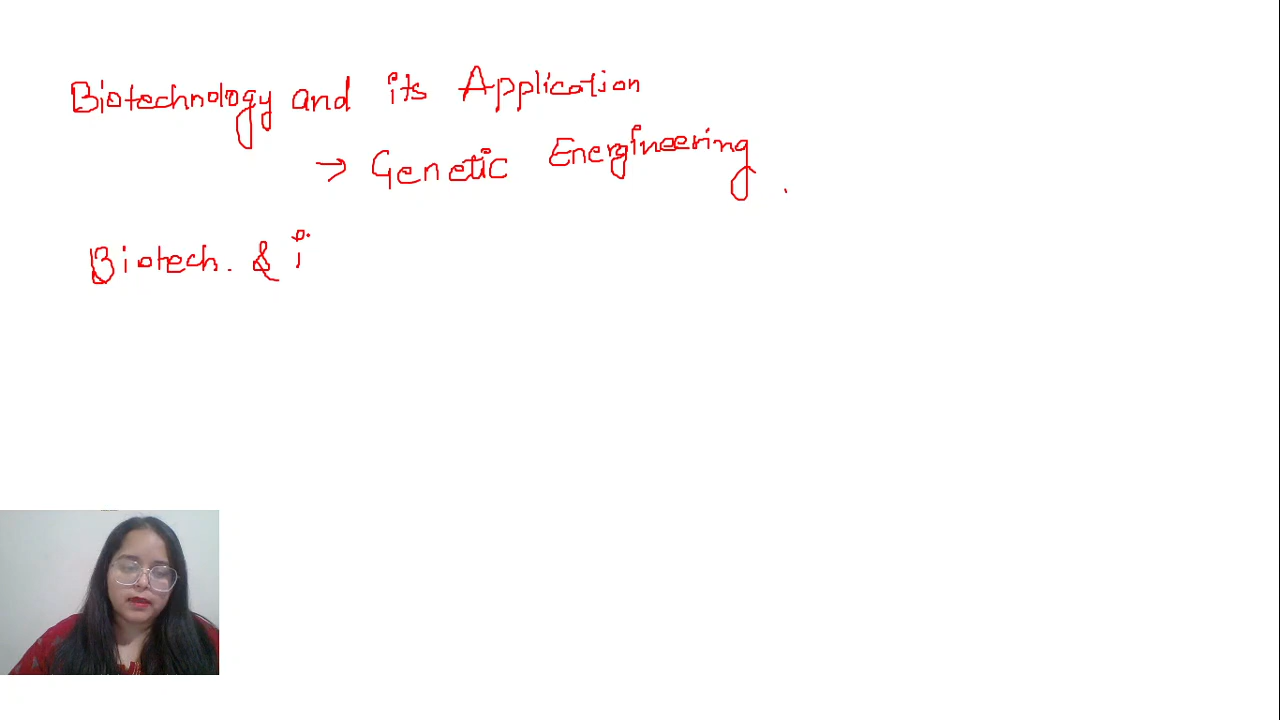 Biotechnology and its Application
→ Genetic Energineering
Biotech. & i